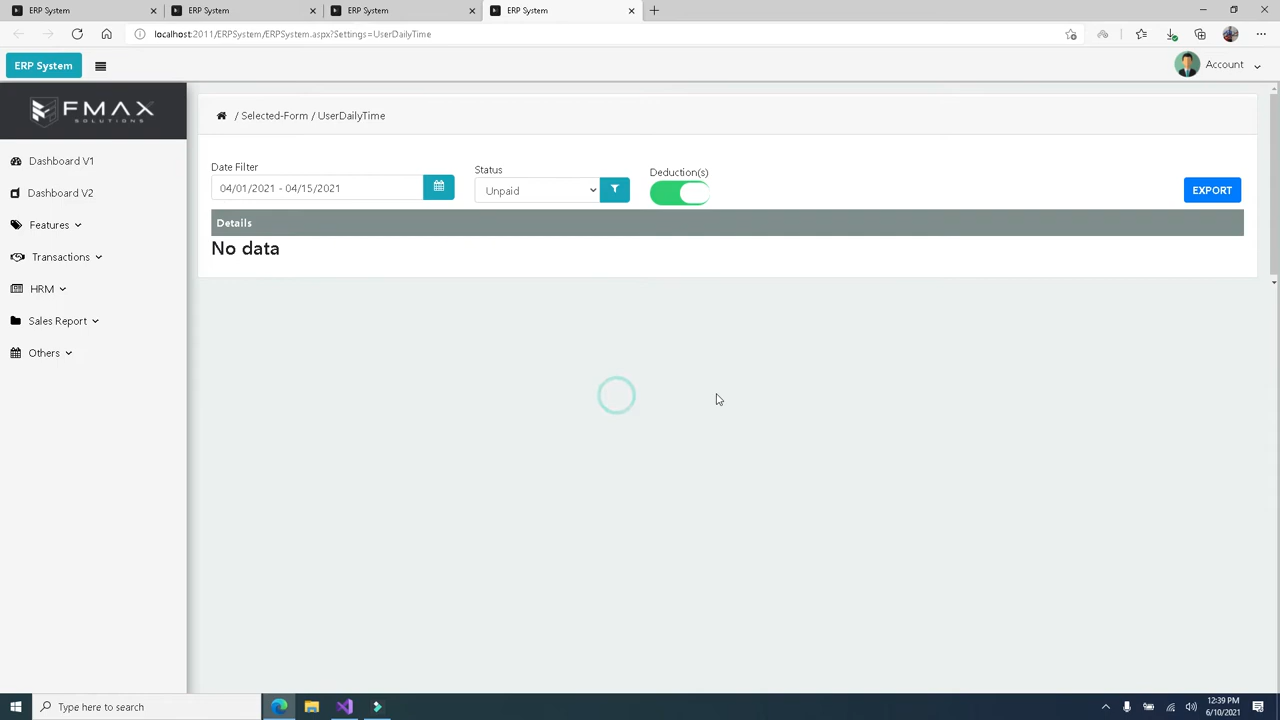 ERP System
ERP System
ERP System
ERP System
localhost:2011/ERPSystem/ERPSystem.aspx?Settings=UserDailyTime
ERP System
Account
FMAX
SOLUTIONS
/ Selected-Form / UserDailyTime
Dashboard V1
Dashboard V2
Features
Transactions
HRM
Sales Report
Others
Date Filter
04/01/2021 - 04/15/2021
Status
Unpaid
Deduction(s)
EXPORT
Details
No data
Type here to search
12:39 PM
6/10/2021